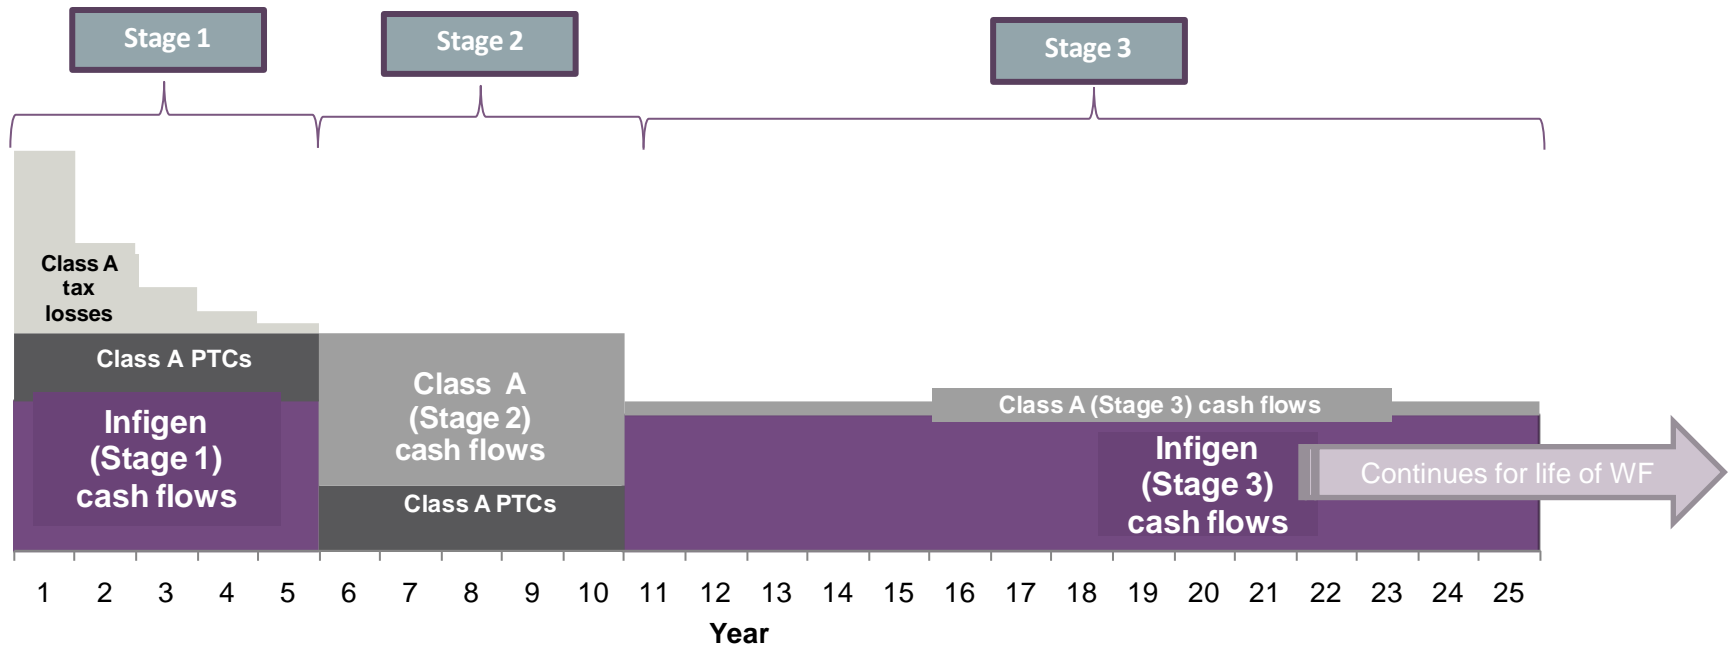 Stage 1
Stage 2
Stage 3
Class A
tax
losses
Class A PTCs
Infigen
(Stage 1)
cash flows
Class A
(Stage 2)
cash flows
Class A PTCs
Class A (Stage 3) cash flows
Infigen
(Stage 3)
cash flows
Continues for life of WF
1 2 3 4 5 6 7 8 9 10 11 12 13 14 15 16 17 18 19 20 21 22 23 24 25
Year